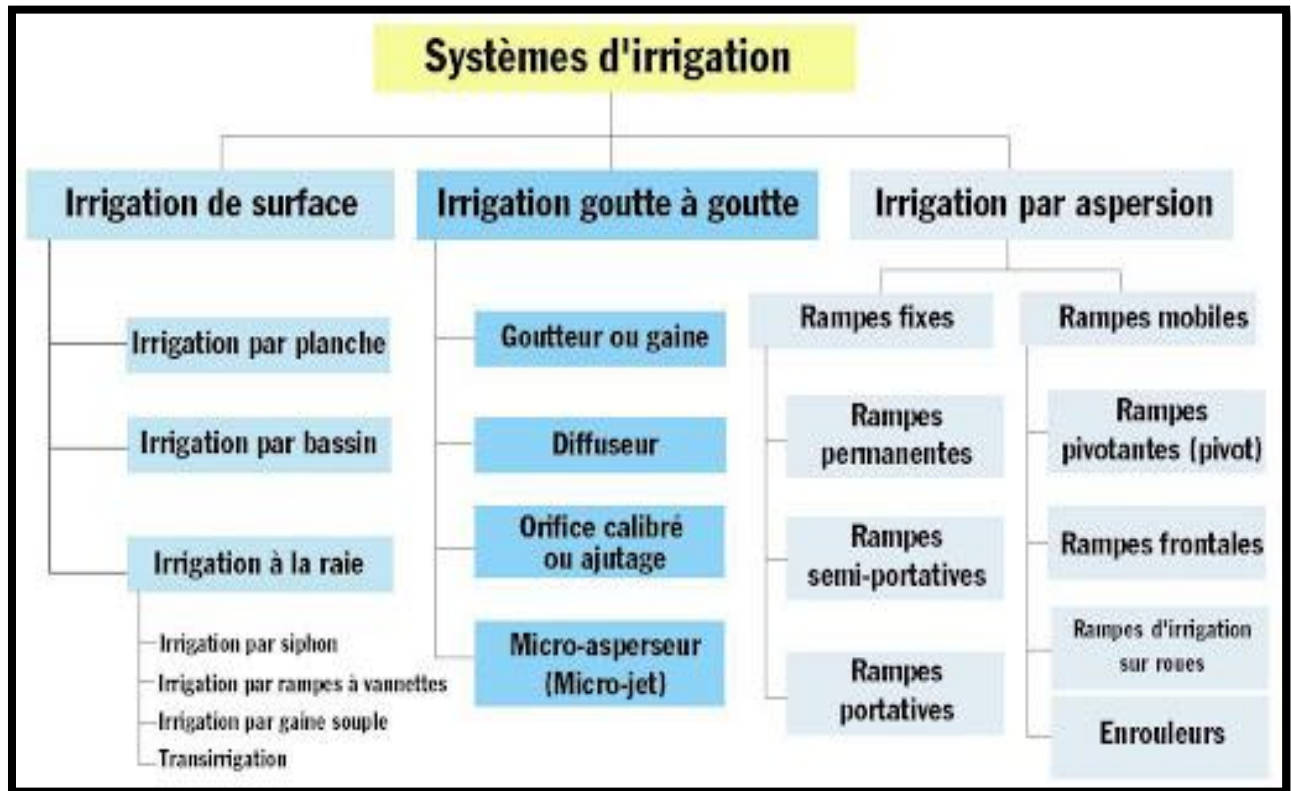 Systèmes d'irrigation
Irrigation de surface
Irrigation par planche
Irrigation par bassin
Irrigation à la raie
Irrigation par siphon
Irrigation par rampes à vannettes
Irrigation par gaine souple
Transirrigation
Irrigation goutte à goutte
Goutteur ou gaine
Diffuseur
Orifice calibré
ou ajutage
Micro-asperseur
(Micro-jet)
Irrigation par aspersion
Rampes fixes
Rampes
permanentes
Rampes
semi-portatives
Rampes
portatives
Rampes mobiles
Rampes
pivotantes (pivot)
Rampes frontales
Rampes d'irrigation
sur roues
Enrouleurs